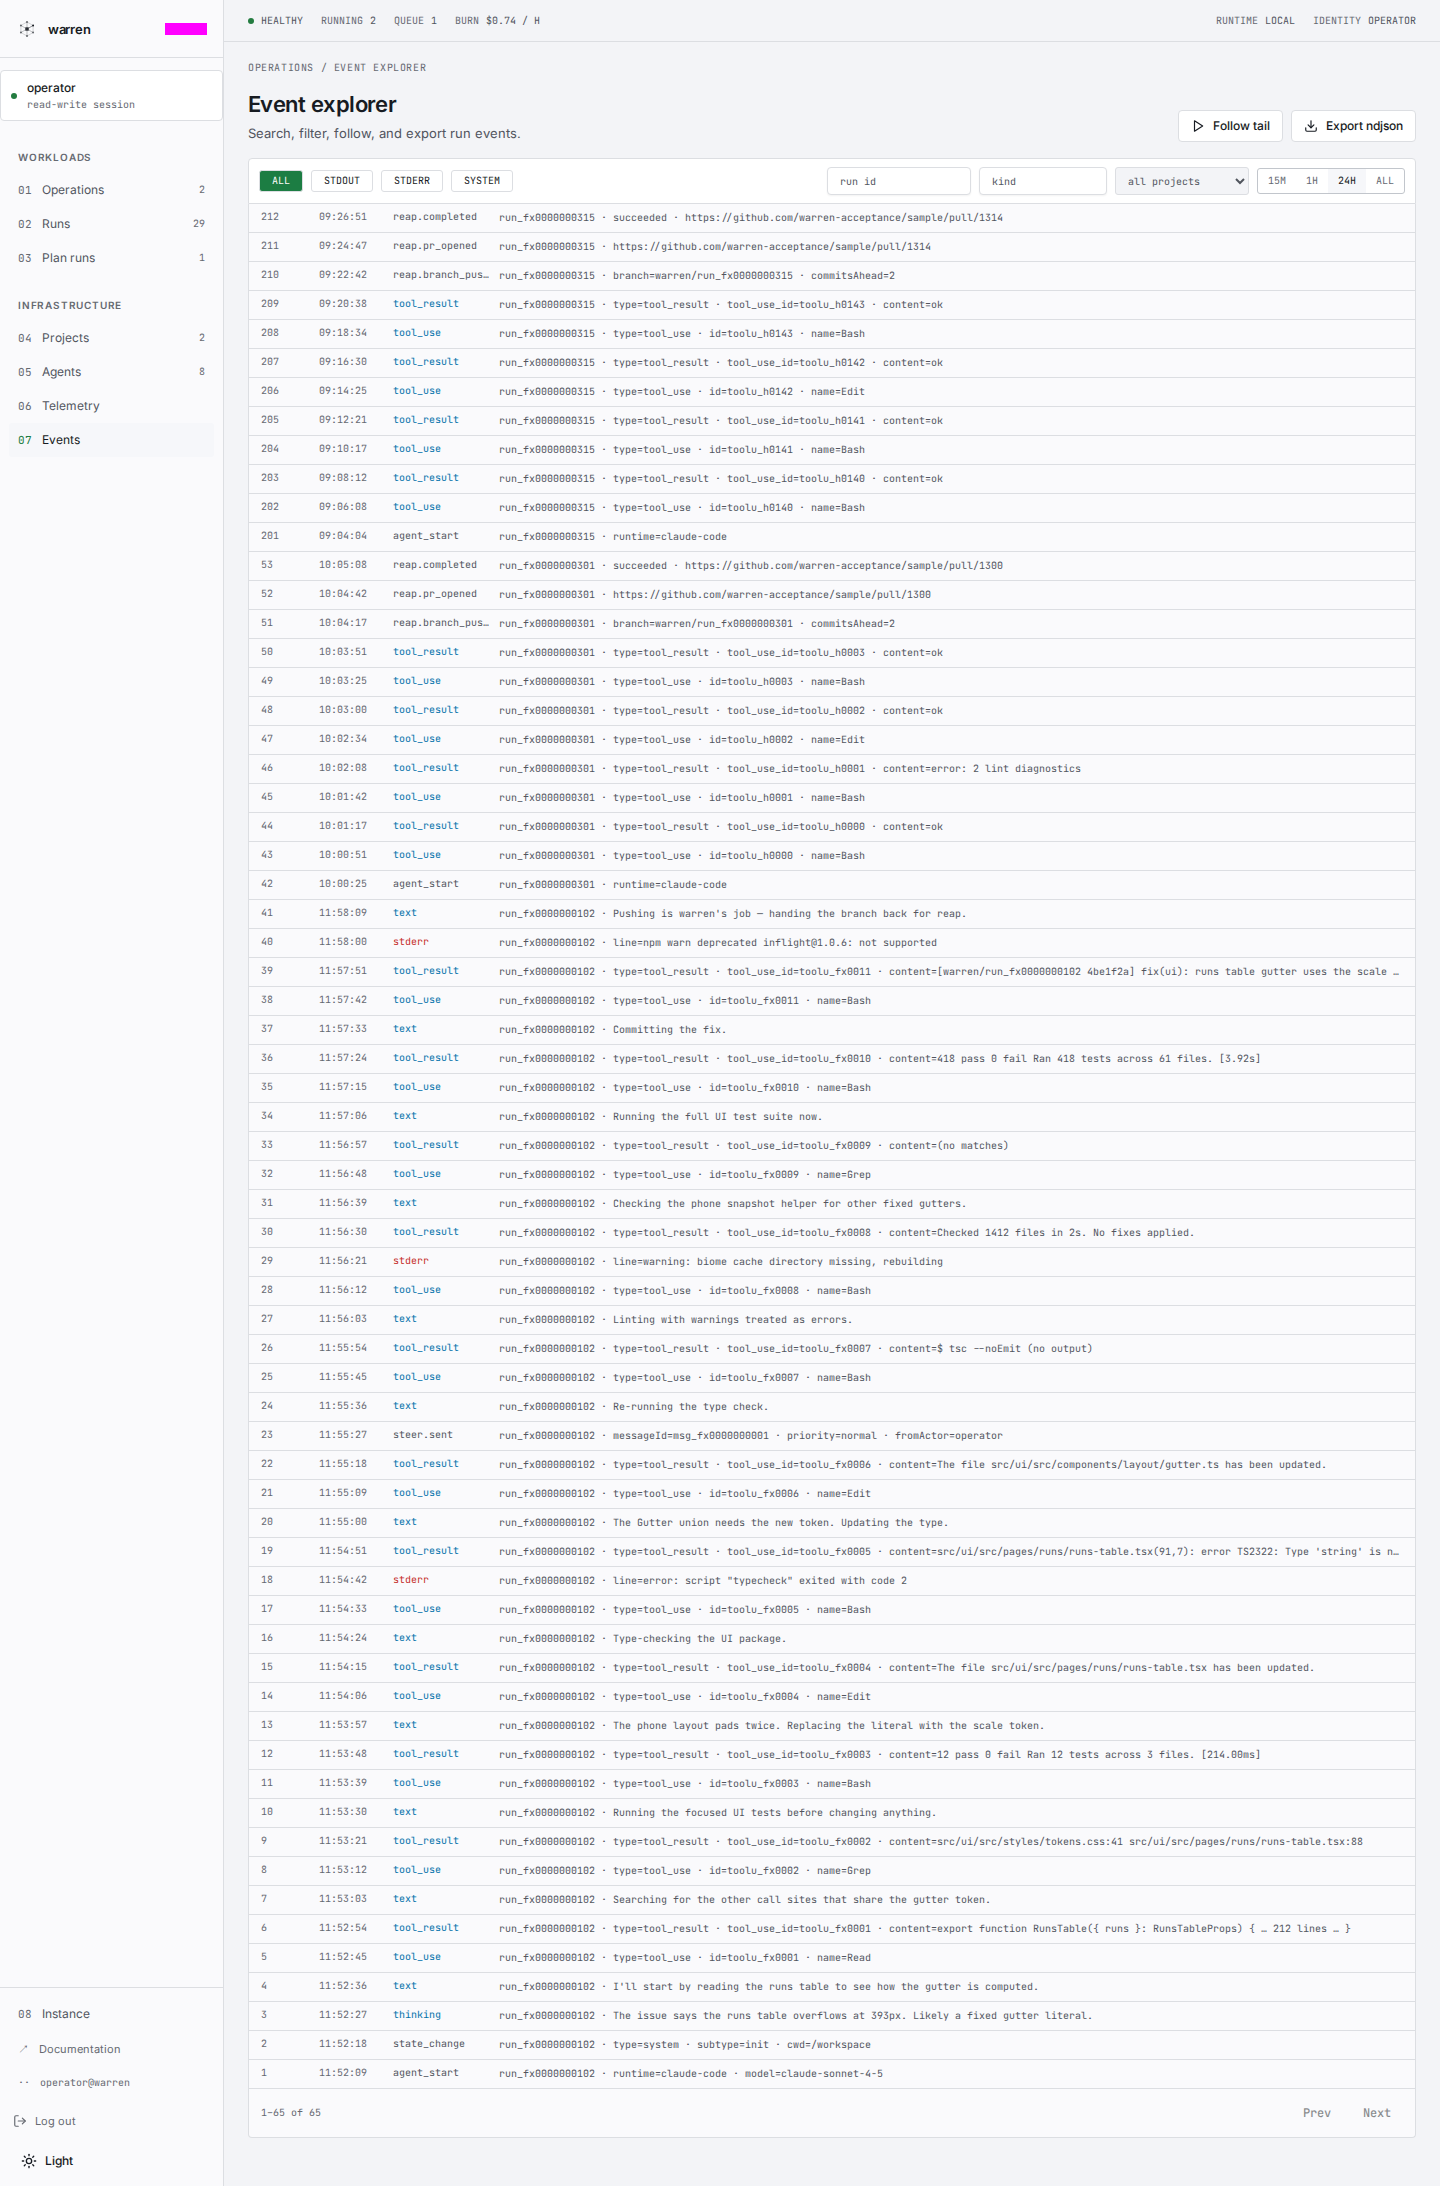 warren
HEALTHY RUNNING 2 QUEUE 1 BURN $0.74 / H RUNTIME LOCAL IDENTITY OPERATOR
operator
read-write session
WORKLOADS
01 Operations 2
02 Runs 29
03 Plan runs 1
INFRASTRUCTURE
04 Projects 2
05 Agents 8
06 Telemetry
07 Events
OPERATIONS / EVENT EXPLORER
Event explorer
Search, filter, follow, and export run events.
Follow tail Export ndjson
ALL STDOUT STDERR SYSTEM run id kind all projects 15M 1H 24H ALL
212 09:26:51 reap.completed run_fx0000000315 · succeeded · https://github.com/warren-acceptance/sample/pull/1314
211 09:24:47 reap.pr_opened run_fx0000000315 · https://github.com/warren-acceptance/sample/pull/1314
210 09:22:42 reap.branch_pus… run_fx0000000315 · branch=warren/run_fx0000000315 · commitsAhead=2
209 09:20:38 tool_result run_fx0000000315 · type=tool_result · tool_use_id=toolu_h0143 · content=ok
208 09:18:34 tool_use run_fx0000000315 · type=tool_use · id=toolu_h0143 · name=Bash
207 09:16:30 tool_result run_fx0000000315 · type=tool_result · tool_use_id=toolu_h0142 · content=ok
206 09:14:25 tool_use run_fx0000000315 · type=tool_use · id=toolu_h0142 · name=Edit
205 09:12:21 tool_result run_fx0000000315 · type=tool_result · tool_use_id=toolu_h0141 · content=ok
204 09:10:17 tool_use run_fx0000000315 · type=tool_use · id=toolu_h0141 · name=Bash
203 09:08:12 tool_result run_fx0000000315 · type=tool_result · tool_use_id=toolu_h0140 · content=ok
202 09:06:08 tool_use run_fx0000000315 · type=tool_use · id=toolu_h0140 · name=Bash
201 09:04:04 agent_start run_fx0000000315 · runtime=claude-code
53 10:05:08 reap.completed run_fx0000000301 · succeeded · https://github.com/warren-acceptance/sample/pull/1300
52 10:04:42 reap.pr_opened run_fx0000000301 · https://github.com/warren-acceptance/sample/pull/1300
51 10:04:17 reap.branch_pus… run_fx0000000301 · branch=warren/run_fx0000000301 · commitsAhead=2
50 10:03:51 tool_result run_fx0000000301 · type=tool_result · tool_use_id=toolu_h0003 · content=ok
49 10:03:25 tool_use run_fx0000000301 · type=tool_use · id=toolu_h0003 · name=Bash
48 10:03:00 tool_result run_fx0000000301 · type=tool_result · tool_use_id=toolu_h0002 · content=ok
47 10:02:34 tool_use run_fx0000000301 · type=tool_use · id=toolu_h0002 · name=Edit
46 10:02:08 tool_result run_fx0000000301 · type=tool_result · tool_use_id=toolu_h0001 · content=error: 2 lint diagnostics
45 10:01:42 tool_use run_fx0000000301 · type=tool_use · id=toolu_h0001 · name=Bash
44 10:01:17 tool_result run_fx0000000301 · type=tool_result · tool_use_id=toolu_h0000 · content=ok
43 10:00:51 tool_use run_fx0000000301 · type=tool_use · id=toolu_h0000 · name=Bash
42 10:00:25 agent_start run_fx0000000301 · runtime=claude-code
41 11:58:09 text run_fx0000000102 · Pushing is warren's job — handing the branch back for reap.
40 11:58:00 stderr run_fx0000000102 · line=npm warn deprecated inflight@1.0.6: not supported
39 11:57:51 tool_result run_fx0000000102 · type=tool_result · tool_use_id=toolu_fx0011 · content=[warren/run_fx0000000102 4be1f2a] fix(ui): runs table gutter uses the scale …
38 11:57:42 tool_use run_fx0000000102 · type=tool_use · id=toolu_fx0011 · name=Bash
37 11:57:33 text run_fx0000000102 · Committing the fix.
36 11:57:24 tool_result run_fx0000000102 · type=tool_result · tool_use_id=toolu_fx0010 · content=418 pass 0 fail Ran 418 tests across 61 files. [3.92s]
35 11:57:15 tool_use run_fx0000000102 · type=tool_use · id=toolu_fx0010 · name=Bash
34 11:57:06 text run_fx0000000102 · Running the full UI test suite now.
33 11:56:57 tool_result run_fx0000000102 · type=tool_result · tool_use_id=toolu_fx0009 · content=(no matches)
32 11:56:48 tool_use run_fx0000000102 · type=tool_use · id=toolu_fx0009 · name=Grep
31 11:56:39 text run_fx0000000102 · Checking the phone snapshot helper for other fixed gutters.
30 11:56:30 tool_result run_fx0000000102 · type=tool_result · tool_use_id=toolu_fx0008 · content=Checked 1412 files in 2s. No fixes applied.
29 11:56:21 stderr run_fx0000000102 · line=warning: biome cache directory missing, rebuilding
28 11:56:12 tool_use run_fx0000000102 · type=tool_use · id=toolu_fx0008 · name=Bash
27 11:56:03 text run_fx0000000102 · Linting with warnings treated as errors.
26 11:55:54 tool_result run_fx0000000102 · type=tool_result · tool_use_id=toolu_fx0007 · content=$ tsc --noEmit (no output)
25 11:55:45 tool_use run_fx0000000102 · type=tool_use · id=toolu_fx0007 · name=Bash
24 11:55:36 text run_fx0000000102 · Re-running the type check.
23 11:55:27 steer.sent run_fx0000000102 · messageId=msg_fx0000000001 · priority=normal · fromActor=operator
22 11:55:18 tool_result run_fx0000000102 · type=tool_result · tool_use_id=toolu_fx0006 · content=The file src/ui/src/components/layout/gutter.ts has been updated.
21 11:55:09 tool_use run_fx0000000102 · type=tool_use · id=toolu_fx0006 · name=Edit
20 11:55:00 text run_fx0000000102 · The Gutter union needs the new token. Updating the type.
19 11:54:51 tool_result run_fx0000000102 · type=tool_result · tool_use_id=toolu_fx0005 · content=src/ui/src/pages/runs/runs-table.tsx(91,7): error TS2322: Type 'string' is n…
18 11:54:42 stderr run_fx0000000102 · line=error: script "typecheck" exited with code 2
17 11:54:33 tool_use run_fx0000000102 · type=tool_use · id=toolu_fx0005 · name=Bash
16 11:54:24 text run_fx0000000102 · Type-checking the UI package.
15 11:54:15 tool_result run_fx0000000102 · type=tool_result · tool_use_id=toolu_fx0004 · content=The file src/ui/src/pages/runs/runs-table.tsx has been updated.
14 11:54:06 tool_use run_fx0000000102 · type=tool_use · id=toolu_fx0004 · name=Edit
13 11:53:57 text run_fx0000000102 · The phone layout pads twice. Replacing the literal with the scale token.
12 11:53:48 tool_result run_fx0000000102 · type=tool_result · tool_use_id=toolu_fx0003 · content=12 pass 0 fail Ran 12 tests across 3 files. [214.00ms]
11 11:53:39 tool_use run_fx0000000102 · type=tool_use · id=toolu_fx0003 · name=Bash
10 11:53:30 text run_fx0000000102 · Running the focused UI tests before changing anything.
9 11:53:21 tool_result run_fx0000000102 · type=tool_result · tool_use_id=toolu_fx0002 · content=src/ui/src/styles/tokens.css:41 src/ui/src/pages/runs/runs-table.tsx:88
8 11:53:12 tool_use run_fx0000000102 · type=tool_use · id=toolu_fx0002 · name=Grep
7 11:53:03 text run_fx0000000102 · Searching for the other call sites that share the gutter token.
6 11:52:54 tool_result run_fx0000000102 · type=tool_result · tool_use_id=toolu_fx0001 · content=export function RunsTable({ runs }: RunsTableProps) { … 212 lines … }
5 11:52:45 tool_use run_fx0000000102 · type=tool_use · id=toolu_fx0001 · name=Read
4 11:52:36 text run_fx0000000102 · I'll start by reading the runs table to see how the gutter is computed.
3 11:52:27 thinking run_fx0000000102 · The issue says the runs table overflows at 393px. Likely a fixed gutter literal.
2 11:52:18 state_change run_fx0000000102 · type=system · subtype=init · cwd=/workspace
1 11:52:09 agent_start run_fx0000000102 · runtime=claude-code · model=claude-sonnet-4-5
1–65 of 65 Prev Next
08 Instance
Documentation
operator@warren
Log out
Light